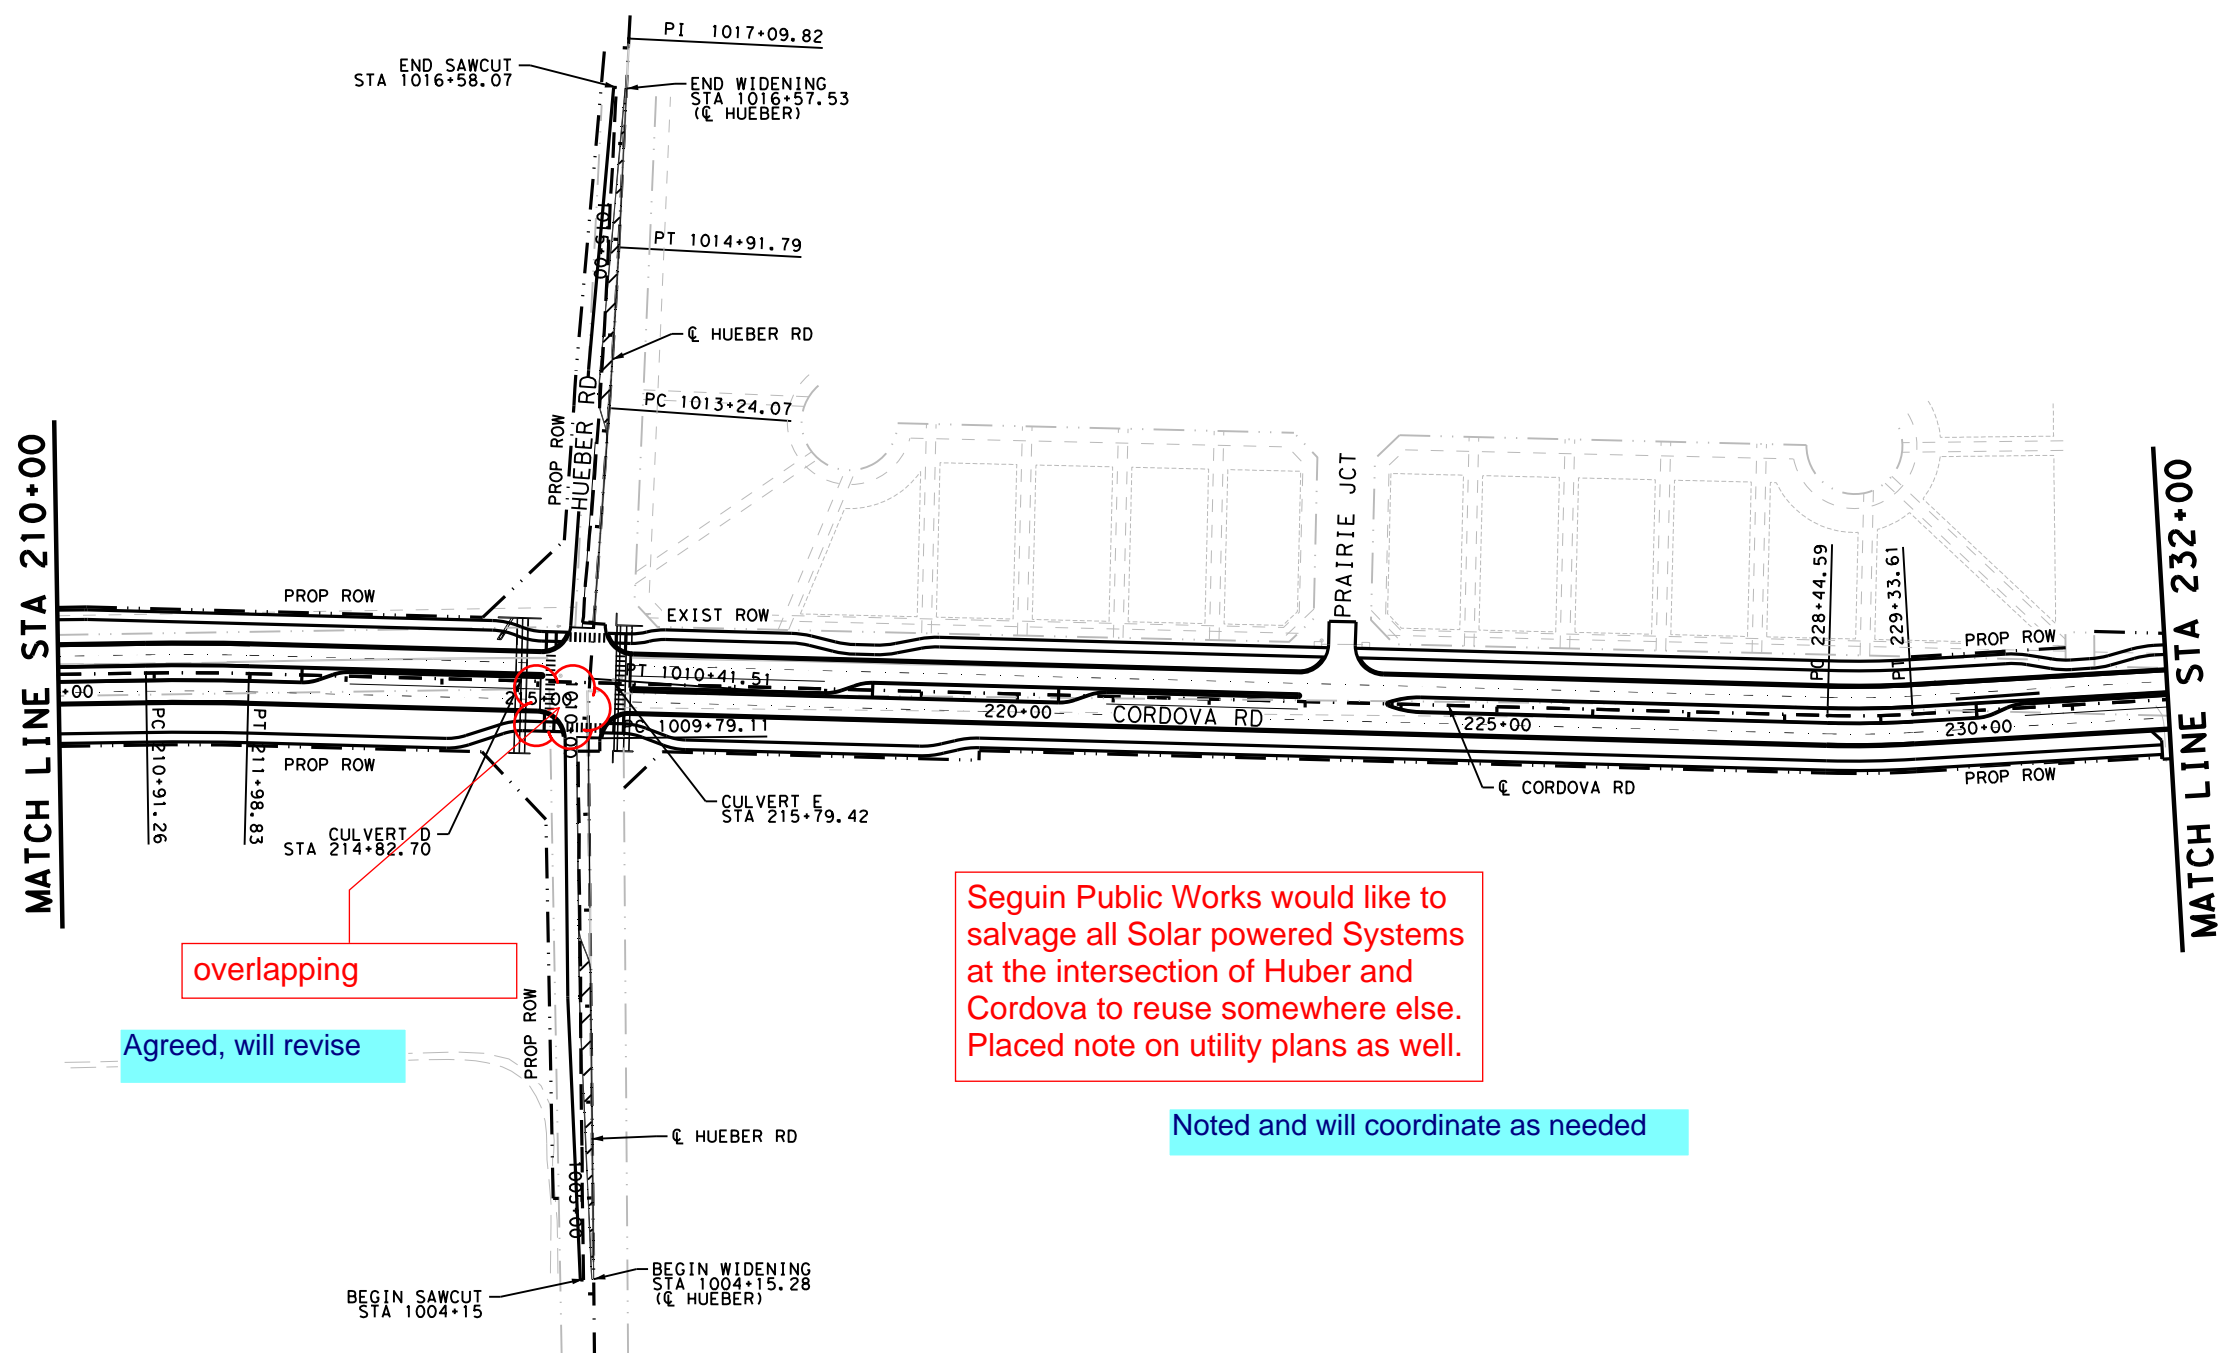 PI 1017+09.82
END SAWCUT
STA 1016+58.07
END WIDENING
STA 1016+57.53
(℄ HUEBER)
1015+00
PT 1014+91.79
℄ HUEBER RD
PC 1013+24.07
HUEBER RD
PROP ROW
MATCH LINE STA 210+00
PRAIRIE JCT
MATCH LINE STA 232+00
PC 228+44.59
PT 229+33.61
PROP ROW
EXIST ROW
PROP ROW
PT 1010+41.51
+00
215+00
1010+00
220+00
CORDOVA RD
225+00
230+00
PC 1009+79.11
PC 210+91.26
PT 211+98.83
PROP ROW
PROP ROW
℄ CORDOVA RD
CULVERT E
STA 215+79.42
CULVERT D
STA 214+82.70
overlapping
Agreed, will revise
Seguin Public Works would like to
salvage all Solar powered Systems
at the intersection of Huber and
Cordova to reuse somewhere else.
Placed note on utility plans as well.
Noted and will coordinate as needed
PROP ROW
℄ HUEBER RD
1005+00
BEGIN WIDENING
STA 1004+15.28
(℄ HUEBER)
BEGIN SAWCUT
STA 1004+15